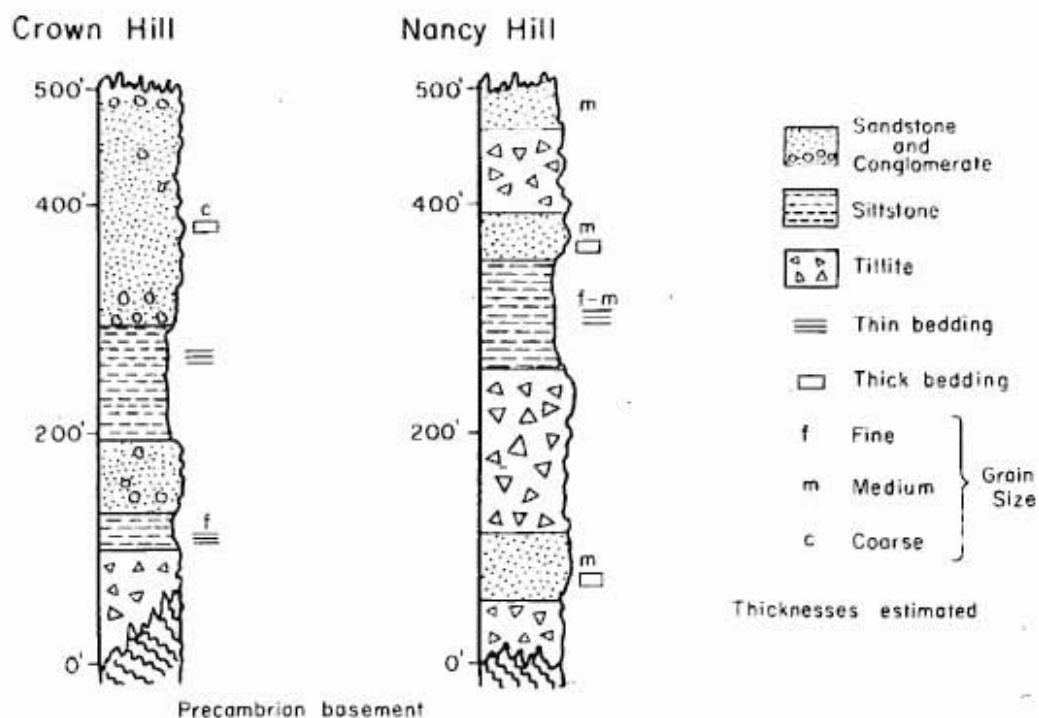 Crown Hill
500'
400'
c
200'
f
0'
Nancy Hill
500'
m
400'
m
f-m
200'
m
0'
Precambrian basement
Sandstone
and
Conglomerate
Siltstone
Tillite
Thin bedding
Thick bedding
f Fine
m Medium
c Coarse
Grain
Size
Thicknesses estimated